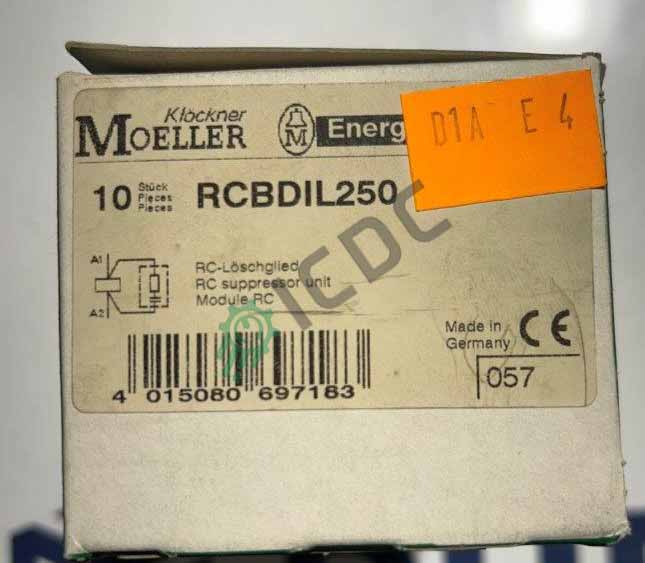 Klöckner
MOELLER
M
Energ
D1A E 4
10 Stück
Pieces
Pieces
RCBDIL250
A1
A2
RC-Löschglied
RC suppressor unit
Module RC
ICDC
4 015080 697183
Made in
Germany
CE
057